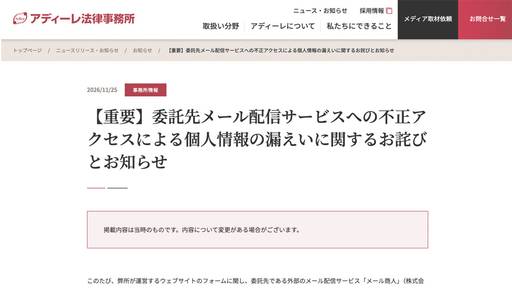 アディーレ法律事務所
ニュース・お知らせ
採用情報
取扱い分野
アディーレについて
私たちにできること
メディア取材依頼
お問合せ一覧
トップページ / ニュースリリース・お知らせ / お知らせ / 【重要】委託先メール配信サービスへの不正アクセスによる個人情報の漏えいに関するお詫びとお知らせ
2026/11/25
事務所情報
【重要】委託先メール配信サービスへの不正ア
クセスによる個人情報の漏えいに関するお詫び
とお知らせ
掲載内容は当時のものです。内容について変更がある場合がございます。
このたび、弊所が運営するウェブサイトのフォームに関し、委託先である外部のメール配信サービス「メール商人」（株式会